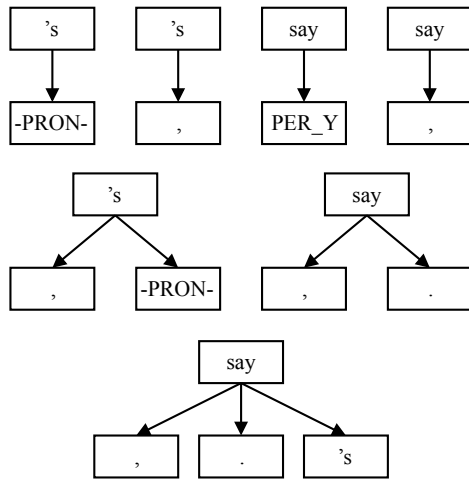 ’s ’s say say
-PRON- , PER_Y ,
’s say
, -PRON- , .
say
, . ’s